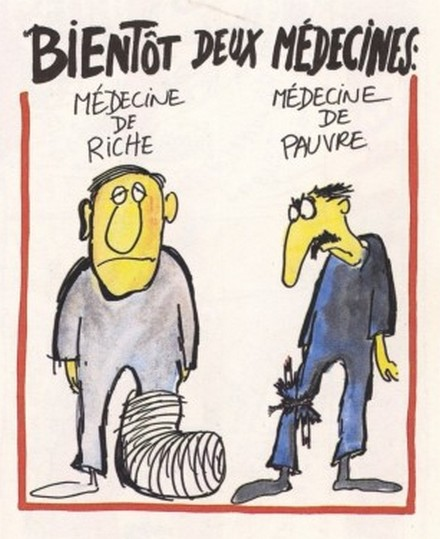 BIENTÔT DEUX MÉDECINES:
MÉDECINE
DE
RICHE
MÉDECINE
DE
PAUVRE